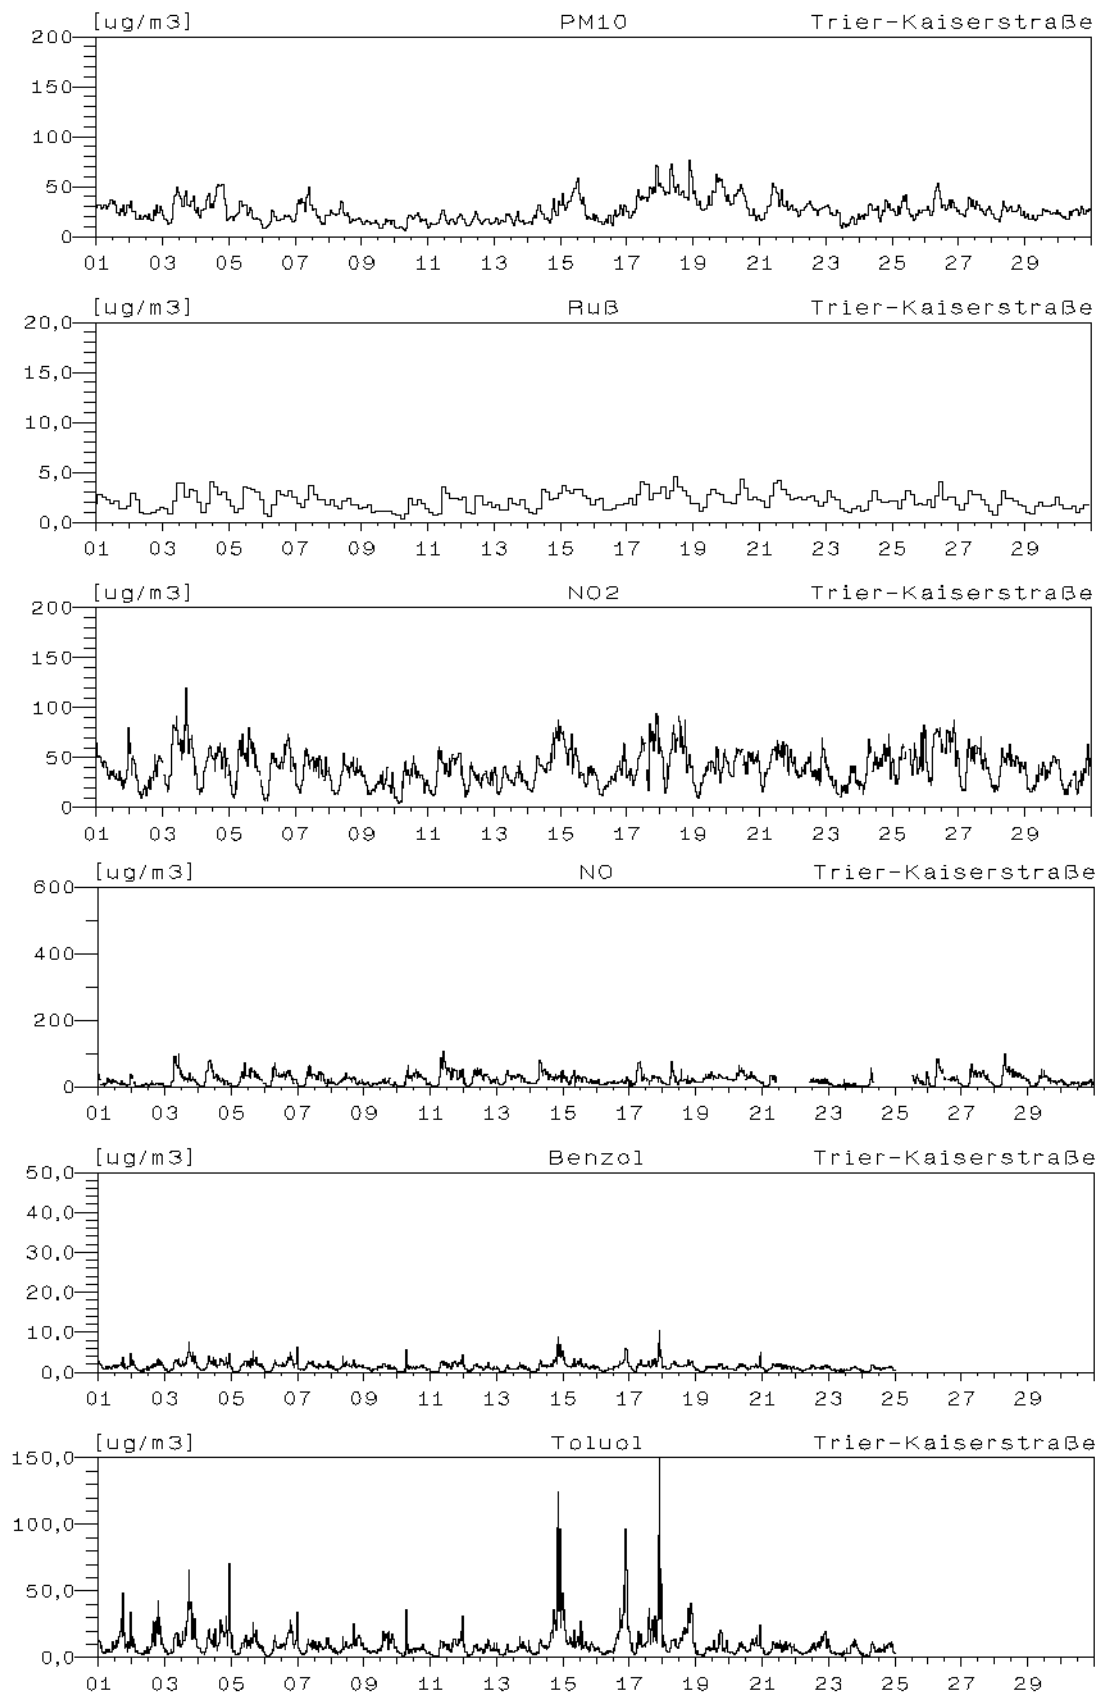 [ug/m3] PM10 Trier-Kaiserstraße
200
150
100
50
0
01 03 05 07 09 11 13 15 17 19 21 23 25 27 29
[ug/m3] Ruß Trier-Kaiserstraße
20,0
15,0
10,0
5,0
0,0
01 03 05 07 09 11 13 15 17 19 21 23 25 27 29
[ug/m3] NO2 Trier-Kaiserstraße
200
150
100
50
0
01 03 05 07 09 11 13 15 17 19 21 23 25 27 29
[ug/m3] NO Trier-Kaiserstraße
600
400
200
0
01 03 05 07 09 11 13 15 17 19 21 23 25 27 29
[ug/m3] Benzol Trier-Kaiserstraße
50,0
40,0
30,0
20,0
10,0
0,0
01 03 05 07 09 11 13 15 17 19 21 23 25 27 29
[ug/m3] Toluol Trier-Kaiserstraße
150,0
100,0
50,0
0,0
01 03 05 07 09 11 13 15 17 19 21 23 25 27 29